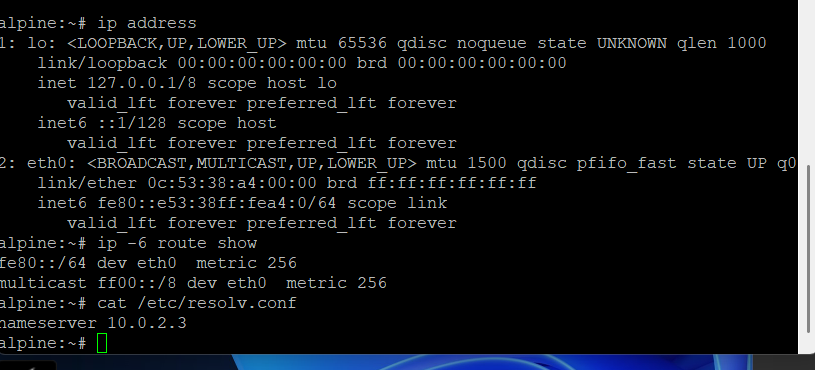 alpine:~# ip address
1: lo: <LOOPBACK,UP,LOWER_UP> mtu 65536 qdisc noqueue state UNKNOWN qlen 1000
link/loopback 00:00:00:00:00:00 brd 00:00:00:00:00:00
inet 127.0.0.1/8 scope host lo
valid_lft forever preferred_lft forever
inet6 ::1/128 scope host
valid_lft forever preferred_lft forever
2: eth0: <BROADCAST,MULTICAST,UP,LOWER_UP> mtu 1500 qdisc pfifo_fast state UP q0
link/ether 0c:53:38:a4:00:00 brd ff:ff:ff:ff:ff:ff
inet6 fe80::e53:38ff:fea4:0/64 scope link
valid_lft forever preferred_lft forever
alpine:~# ip -6 route show
fe80::/64 dev eth0  metric 256
multicast ff00::/8 dev eth0  metric 256
alpine:~# cat /etc/resolv.conf
nameserver 10.0.2.3
alpine:~#